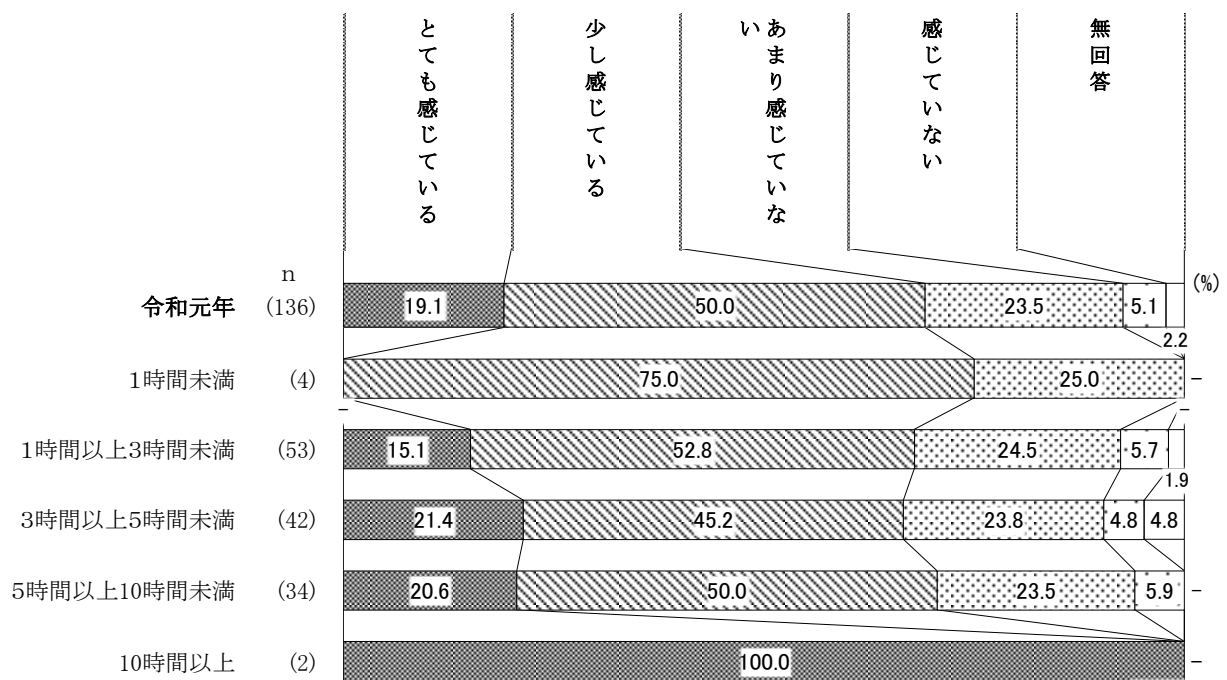 とても感じている
少し感じている
あまり感じていな
い
感じていない
無回答
n
(%)
令和元年 (136) 19.1 50.0 23.5 5.1
2.2
1時間未満 (4) 75.0 25.0 −
− −
1時間以上3時間未満 (53) 15.1 52.8 24.5 5.7
1.9
3時間以上5時間未満 (42) 21.4 45.2 23.8 4.8 4.8
5時間以上10時間未満 (34) 20.6 50.0 23.5 5.9 −
10時間以上 (2) 100.0 −